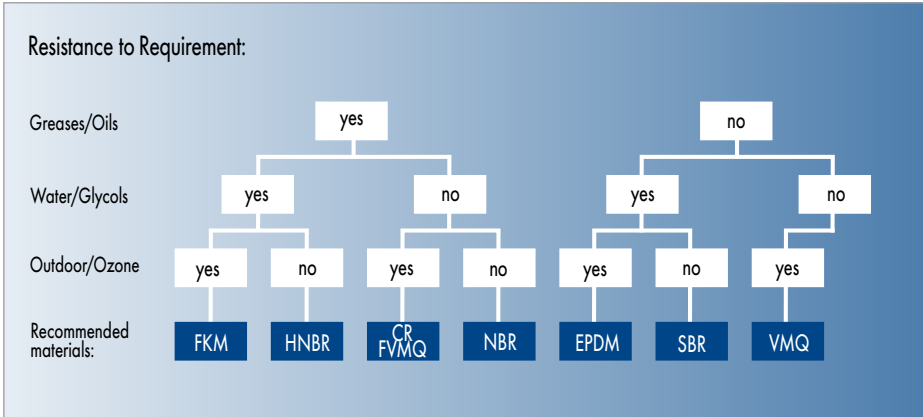 Resistance to Requirement:
Greases/Oils yes no
Water/Glycols yes no yes no
Outdoor/Ozone yes no yes no yes no yes
Recommended
materials:
FKM HNBR CR
FVMQ NBR EPDM SBR VMQ